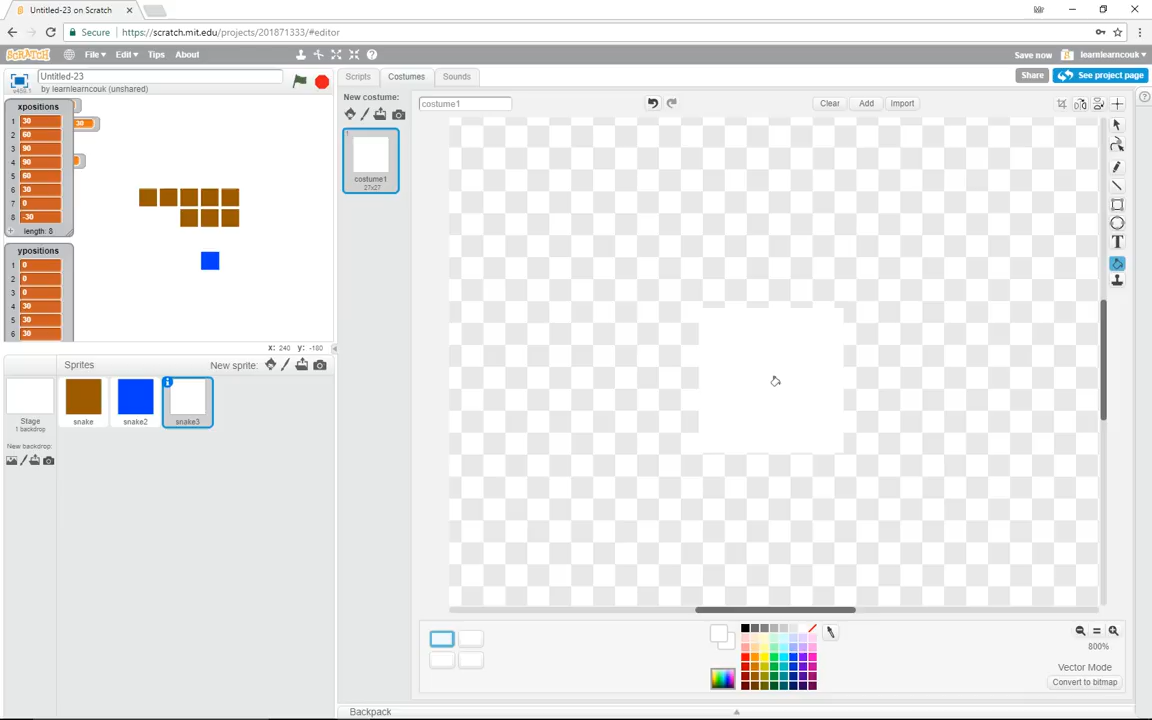 Untitled-23 on Scratch
Secure https://scratch.mit.edu/projects/201871333/#editor
SCRATCH File Edit Tips About Save now learnlearncouk
Untitled-23
by learnlearncouk (unshared)
Scripts Costumes Sounds
Share See project page
New costume:
costume1
Clear Add Import
1
costume1
27x27
xpositions
1 30
2 60
3 90
4 90
5 60
6 30
7 0
8 -30
+ length: 8
30
ypositions
1 0
2 0
3 0
4 30
5 30
6 30
x: 240 y: -180
Sprites New sprite:
Stage
1 backdrop
New backdrop:
snake snake2 snake3
T
800%
Vector Mode
Convert to bitmap
Backpack